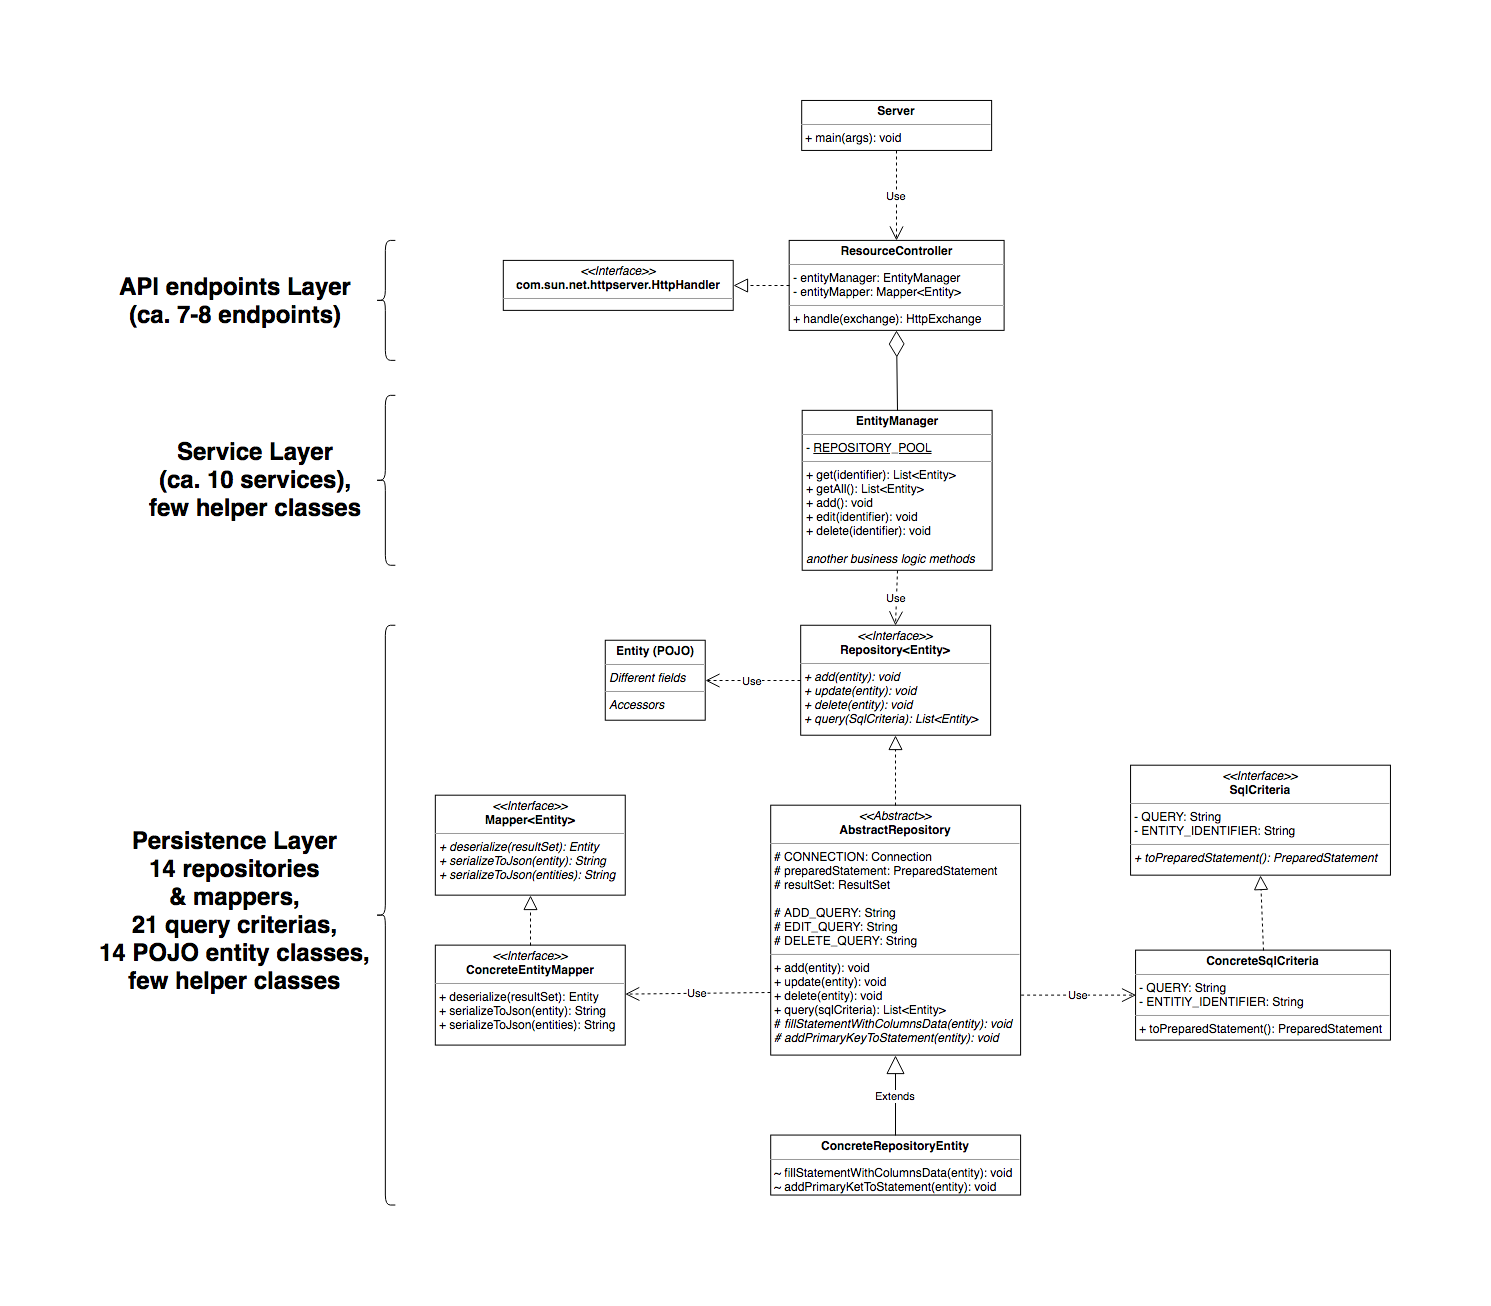 Server
+ main(args): void
Use
API endpoints Layer
(ca. 7-8 endpoints)
<<Interface>>
com.sun.net.httpserver.HttpHandler
ResourceController
- entityManager: EntityManager
- entityMapper: Mapper<Entity>
+ handle(exchange): HttpExchange
Service Layer
(ca. 10 services),
few helper classes
EntityManager
- REPOSITORY_POOL
+ get(identifier): List<Entity>
+ getAll(): List<Entity>
+ add(): void
+ edit(identifier): void
+ delete(identifier): void
another business logic methods
Use
Persistence Layer
14 repositories
& mappers,
21 query criterias,
14 POJO entity classes,
few helper classes
Entity (POJO)
Different fields
Accessors
Use
<<Interface>>
Repository<Entity>
+ add(entity): void
+ update(entity): void
+ delete(entity): void
+ query(SqlCriteria): List<Entity>
<<Interface>>
Mapper<Entity>
+ deserialize(resultSet): Entity
+ serializeToJson(entity): String
+ serializeToJson(entities): String
<<Abstract>>
AbstractRepository
# CONNECTION: Connection
# preparedStatement: PreparedStatement
# resultSet: ResultSet
# ADD_QUERY: String
# EDIT_QUERY: String
# DELETE_QUERY: String
+ add(entity): void
+ update(entity): void
+ delete(entity): void
+ query(sqlCriteria): List<Entity>
# fillStatementWithColumnsData(entity): void
# addPrimaryKeyToStatement(entity): void
<<Interface>>
SqlCriteria
- QUERY: String
- ENTITY_IDENTIFIER: String
+ toPreparedStatement(): PreparedStatement
<<Interface>>
ConcreteEntityMapper
+ deserialize(resultSet): Entity
+ serializeToJson(entity): String
+ serializeToJson(entities): String
Use
Use
ConcreteSqlCriteria
- QUERY: String
- ENTITIY_IDENTIFIER: String
+ toPreparedStatement(): PreparedStatement
Extends
ConcreteRepositoryEntity
~ fillStatementWithColumnsData(entity): void
~ addPrimaryKetToStatement(entity): void